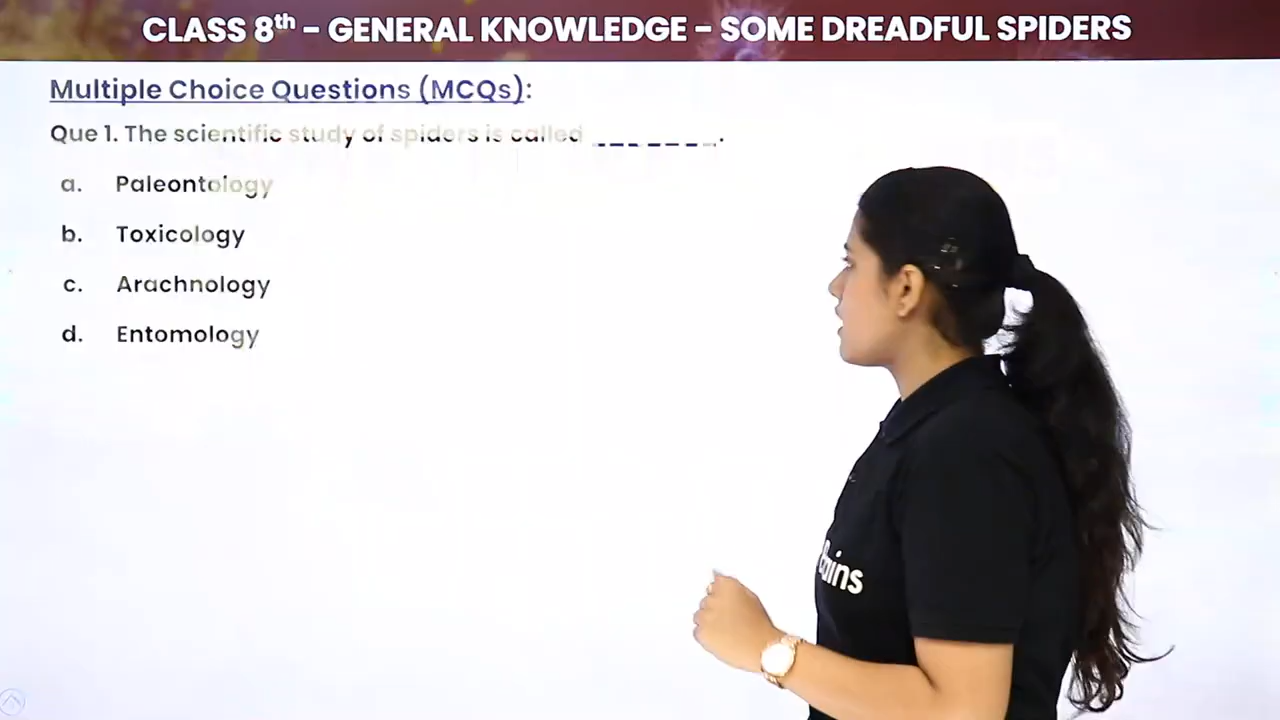 CLASS 8th - GENERAL KNOWLEDGE - SOME DREADFUL SPIDERS
Multiple Choice Questions (MCQs):
Que 1. The scientific study of spiders is called _______.
a. Paleontology
b. Toxicology
c. Arachnology
d. Entomology